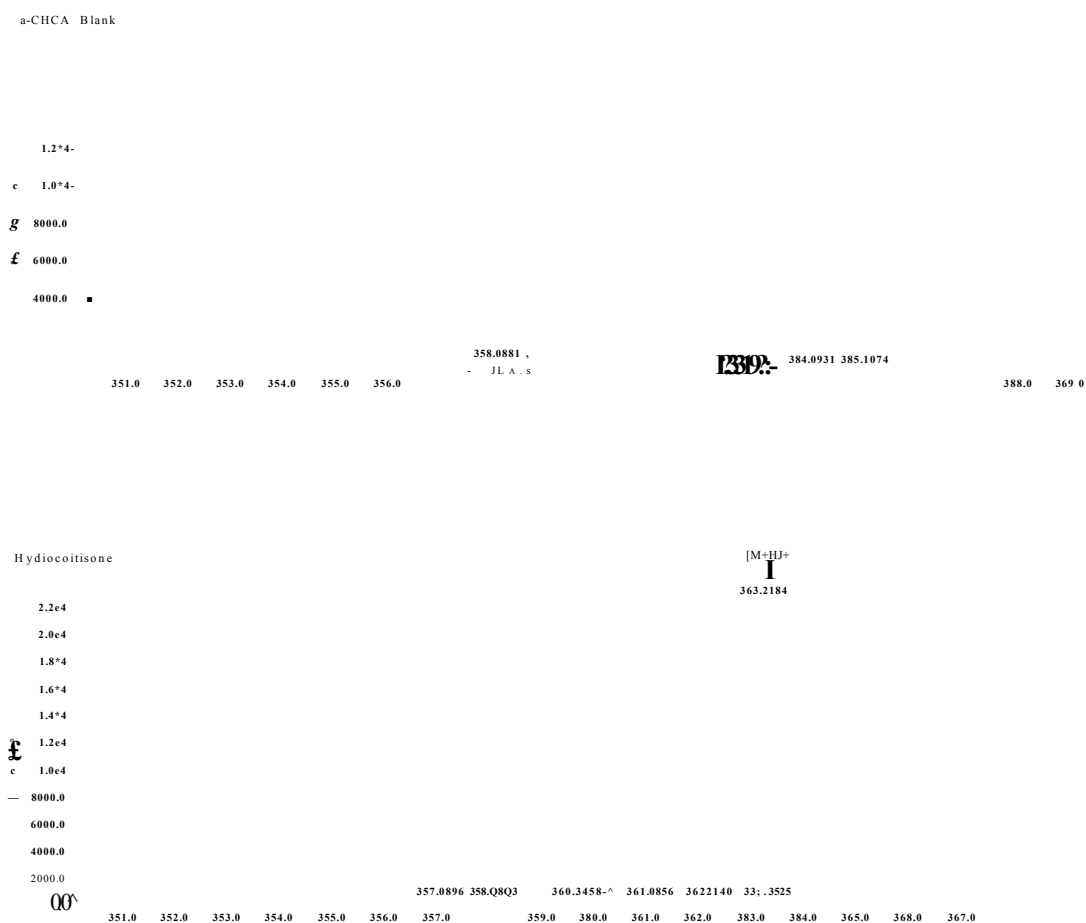 a-CHCA Blank
1.2*4-
c 1.0*4-
g 8000.0
£ 6000.0
4000.0 ■
358.0881 ,
384.0931 385.1074
- JL A . s
351.0 352.0 353.0 354.0 355.0 356.0 388.0 369 0
Hydiocoitisone
[M+HJ+
I
363.2184
2.2e4
2.0e4
1.8*4
1.6*4
1.4*4
£ 1.2e4
c 1.0e4
— 8000.0
6000.0
4000.0
2000.0
357.0896 358.Q8Q3 360.3458-^ 361.0856 3622140 33; .3525
00^
351.0 352.0 353.0 354.0 355.0 356.0 357.0 359.0 380.0 361.0 362.0 383.0 384.0 365.0 368.0 367.0